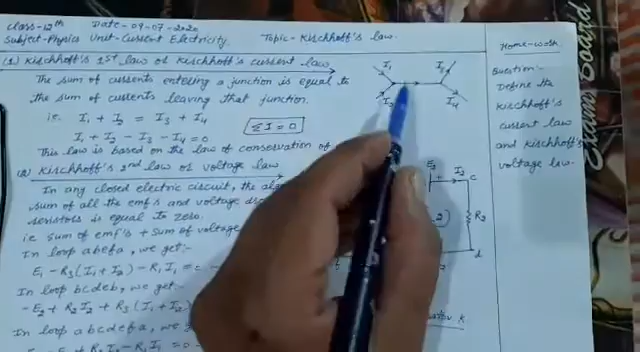 Class-12th Date-09-07-2020
Subject-Physics Unit-Current Electricity. Topic-Kirchhoff's law.
(1) Kirchhoff's 1st law or Kirchhoff's current law
The sum of currents entering a junction is equal to
the sum of currents leaving that junction.
i.e. I1 + I2 = I3 + I4
I1 + I2 - I3 - I4 = 0
ΣI = 0
This law is based on the law of conservation of
(2) Kirchhoff's 2nd law or voltage law
In any closed electric circuit, the
sum of all the emfs and voltage
resistors is equal to zero.
i.e sum of emf's + sum of voltage
In loop abefa, we get:-
E1 - R3(I1+I2) - R1I1 = 0
In loop bcdeb, we get:-
-E2 + R2I2 + R3(I1+I2)
In loop abcdefa, we
I1
I3
I4
E2
I2
c
R2
d
Home-work.
Question:-
Define the
Kirchhoff's
current law
and Kirchhoff's
voltage law.